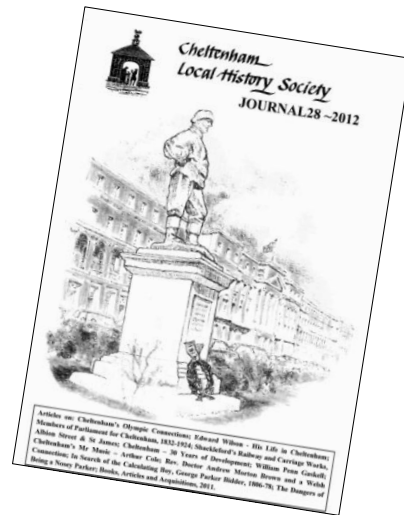 Cheltenham
Local History Society
JOURNAL28 ~2012
Articles on: Cheltenham's Olympic Connections; Edward Wilson - His Life in Cheltenham;
Members of Parliament for Cheltenham, 1832-1924; Shackleford's Railway and Carriage Works,
Albion Street & St James; Cheltenham - 30 Years of Development; William Penn Gaskell;
Cheltenham's Mr Music - Arthur Cole; Rev. Doctor Andrew Morton Brown and a Welsh
Connection; In Search of the Calculating Boy, George Parker Bidder, 1806-78; The Dangers of
Being a Nosey Parker; Books, Articles and Acquisitions, 2011.